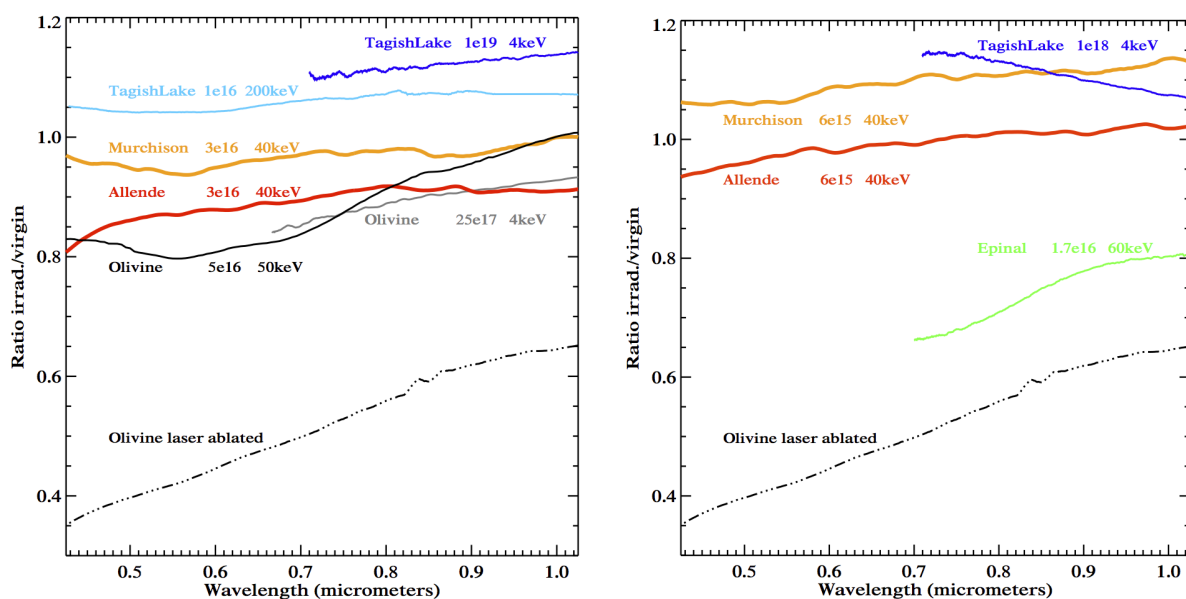 1.2
1.0
0.8
0.6
0.4
Ratio irrad./virgin
TagishLake 1e19 4keV
TagishLake 1e16 200keV
Murchison 3e16 40keV
Allende 3e16 40keV
Olivine 25e17 4keV
Olivine 5e16 50keV
Olivine laser ablated
0.5 0.6 0.7 0.8 0.9 1.0
Wavelength (micrometers)
1.2
1.0
0.8
0.6
0.4
Ratio irrad./virgin
TagishLake 1e18 4keV
Murchison 6e15 40keV
Allende 6e15 40keV
Epinal 1.7e16 60keV
Olivine laser ablated
0.5 0.6 0.7 0.8 0.9 1.0
Wavelength (micrometers)